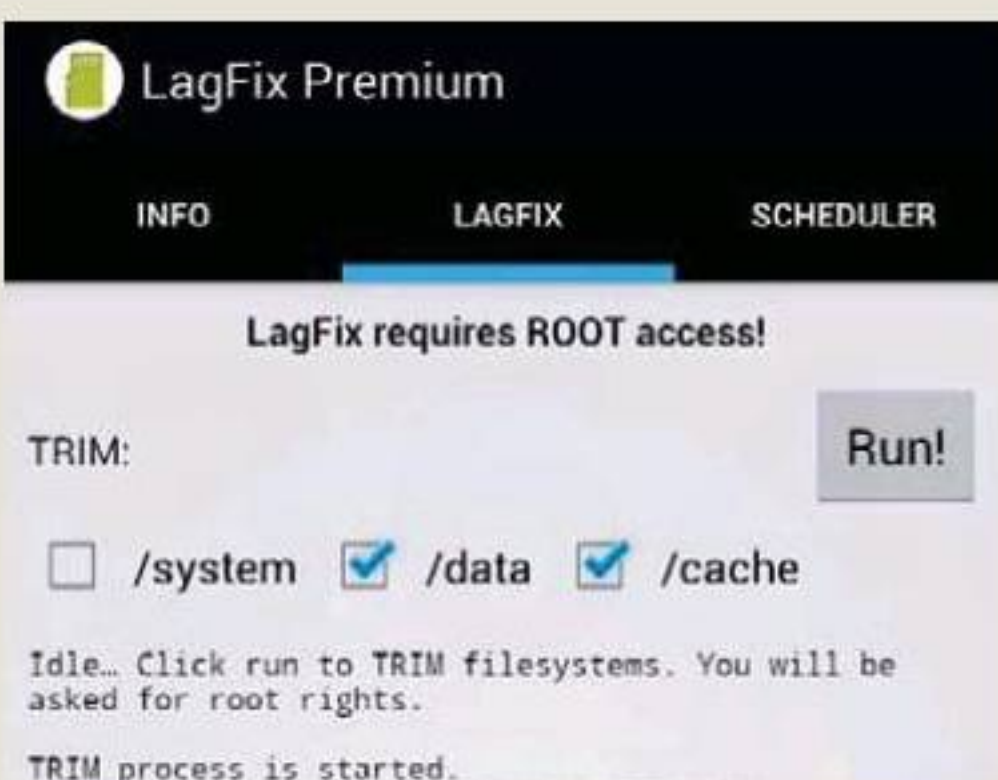 LagFix Premium
INFO LAGFIX SCHEDULER
LagFix requires ROOT access!
TRIM:
Run!
/system /data /cache
Idle… Click run to TRIM filesystems. You will be
asked for root rights.
TRIM process is started.